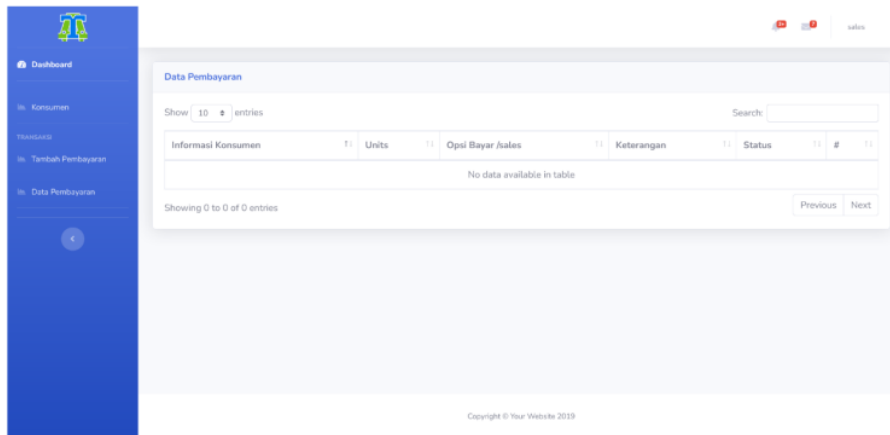 3+
7
sales
Dashboard
Konsumen
TRANSAKSI
Tambah Pembayaran
Data Pembayaran
Data Pembayaran
Show 10 entries
Search:
Informasi Konsumen Units Opsi Bayar /sales Keterangan Status #
No data available in table
Showing 0 to 0 of 0 entries
Previous Next
Copyright © Your Website 2019